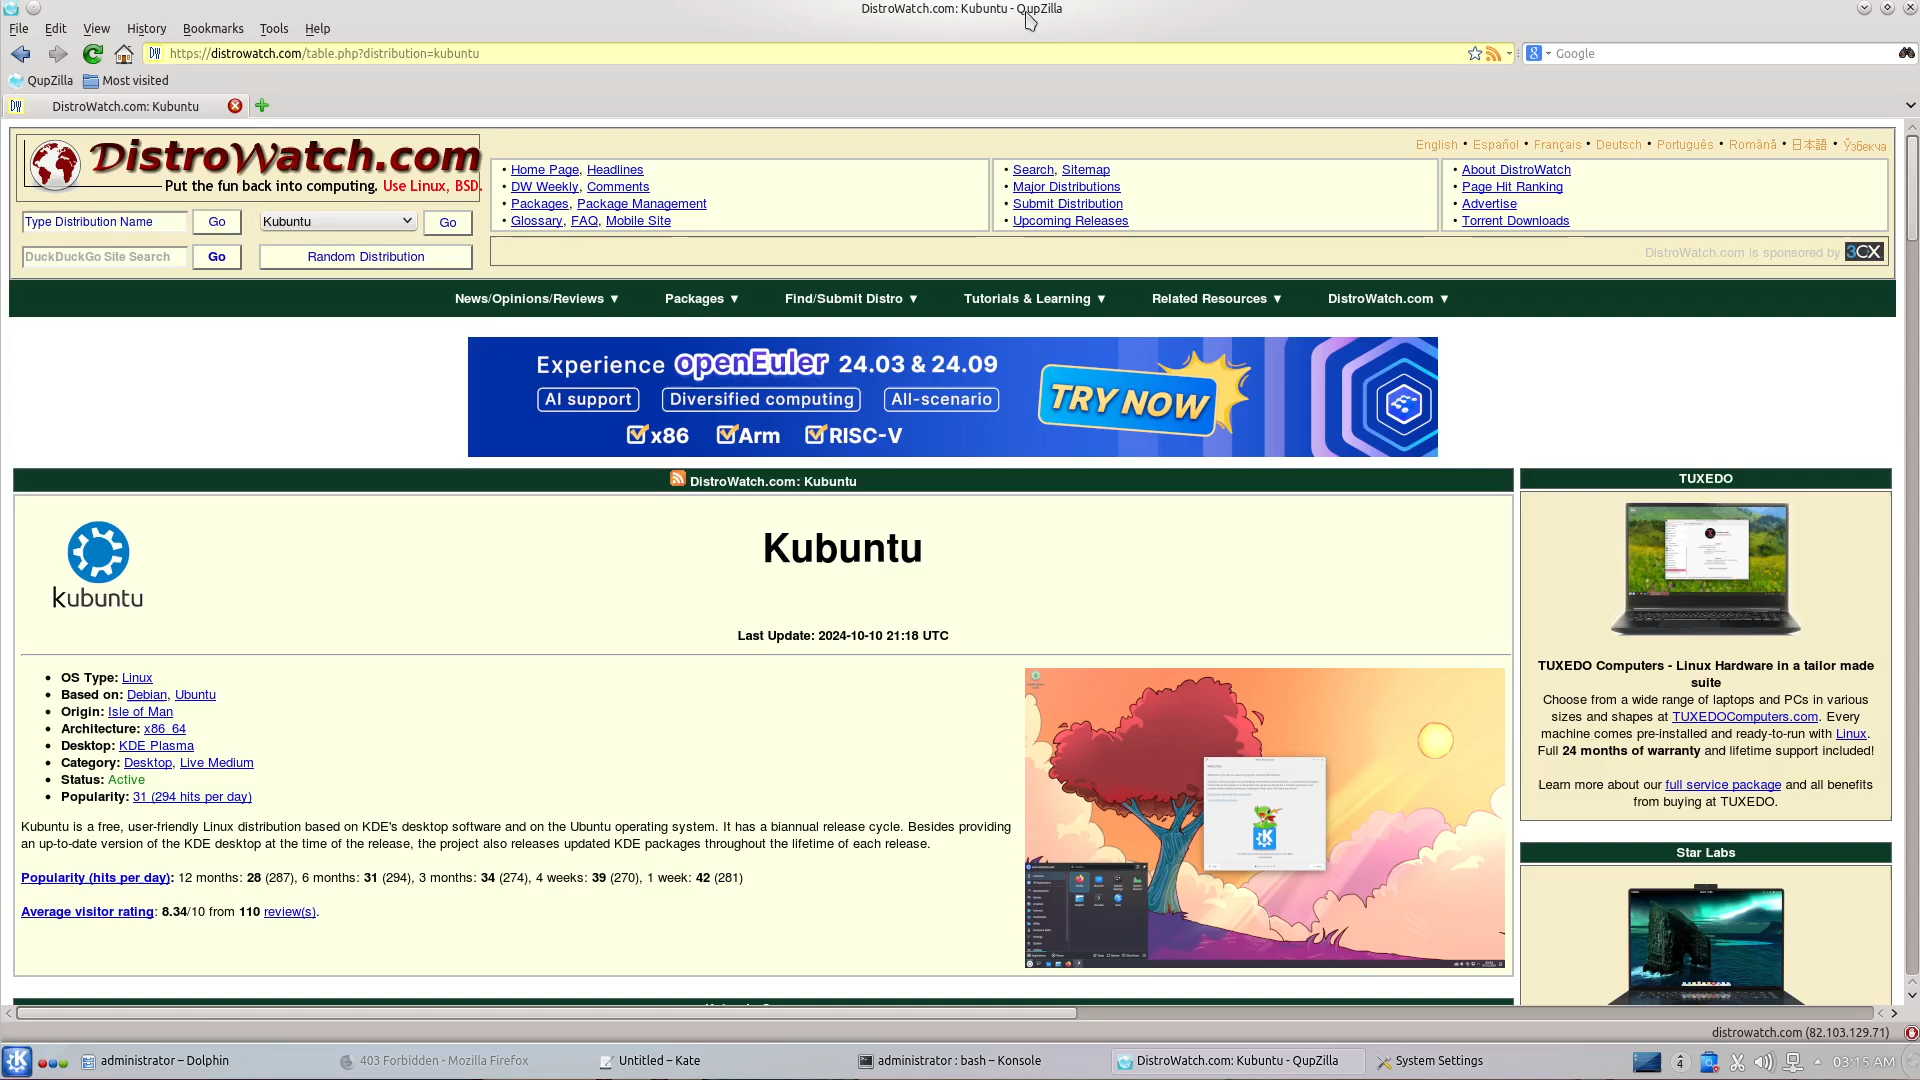 DistroWatch.com: Kubuntu - QupZilla
File Edit View History Bookmarks Tools Help
https://distrowatch.com/table.php?distribution=kubuntu
Google
QupZilla Most visited
DistroWatch.com: Kubuntu
DistroWatch.com
Put the fun back into computing. Use Linux, BSD.
English • Español • Français • Deutsch • Português • Română • 日本語 • Ўзбекча
• Home Page, Headlines
• DW Weekly, Comments
• Packages, Package Management
• Glossary, FAQ, Mobile Site
• Search, Sitemap
• Major Distributions
• Submit Distribution
• Upcoming Releases
• About DistroWatch
• Page Hit Ranking
• Advertise
• Torrent Downloads
Type Distribution Name Go Kubuntu Go
DuckDuckGo Site Search Go Random Distribution
DistroWatch.com is sponsored by 3CX
News/Opinions/Reviews ▼ Packages ▼ Find/Submit Distro ▼ Tutorials & Learning ▼ Related Resources ▼ DistroWatch.com ▼
Experience openEuler 24.03 & 24.09
AI support Diversified computing All-scenario
x86 Arm RISC-V
TRY NOW
DistroWatch.com: Kubuntu
kubuntu
Kubuntu
Last Update: 2024-10-10 21:18 UTC
• OS Type: Linux
• Based on: Debian, Ubuntu
• Origin: Isle of Man
• Architecture: x86_64
• Desktop: KDE Plasma
• Category: Desktop, Live Medium
• Status: Active
• Popularity: 31 (294 hits per day)
Kubuntu is a free, user-friendly Linux distribution based on KDE's desktop software and on the Ubuntu operating system. It has a biannual release cycle. Besides providing
an up-to-date version of the KDE desktop at the time of the release, the project also releases updated KDE packages throughout the lifetime of each release.
Popularity (hits per day): 12 months: 28 (287), 6 months: 31 (294), 3 months: 34 (274), 4 weeks: 39 (270), 1 week: 42 (281)
Average visitor rating: 8.34/10 from 110 review(s).
TUXEDO
TUXEDO Computers - Linux Hardware in a tailor made
suite
Choose from a wide range of laptops and PCs in various
sizes and shapes at TUXEDOComputers.com. Every
machine comes pre-installed and ready-to-run with Linux.
Full 24 months of warranty and lifetime support included!
Learn more about our full service package and all benefits
from buying at TUXEDO.
Star Labs
distrowatch.com (82.103.129.71)
administrator – Dolphin
403 Forbidden - Mozilla Firefox
Untitled – Kate
administrator : bash – Konsole
DistroWatch.com: Kubuntu - QupZilla
System Settings
4
03:15 AM